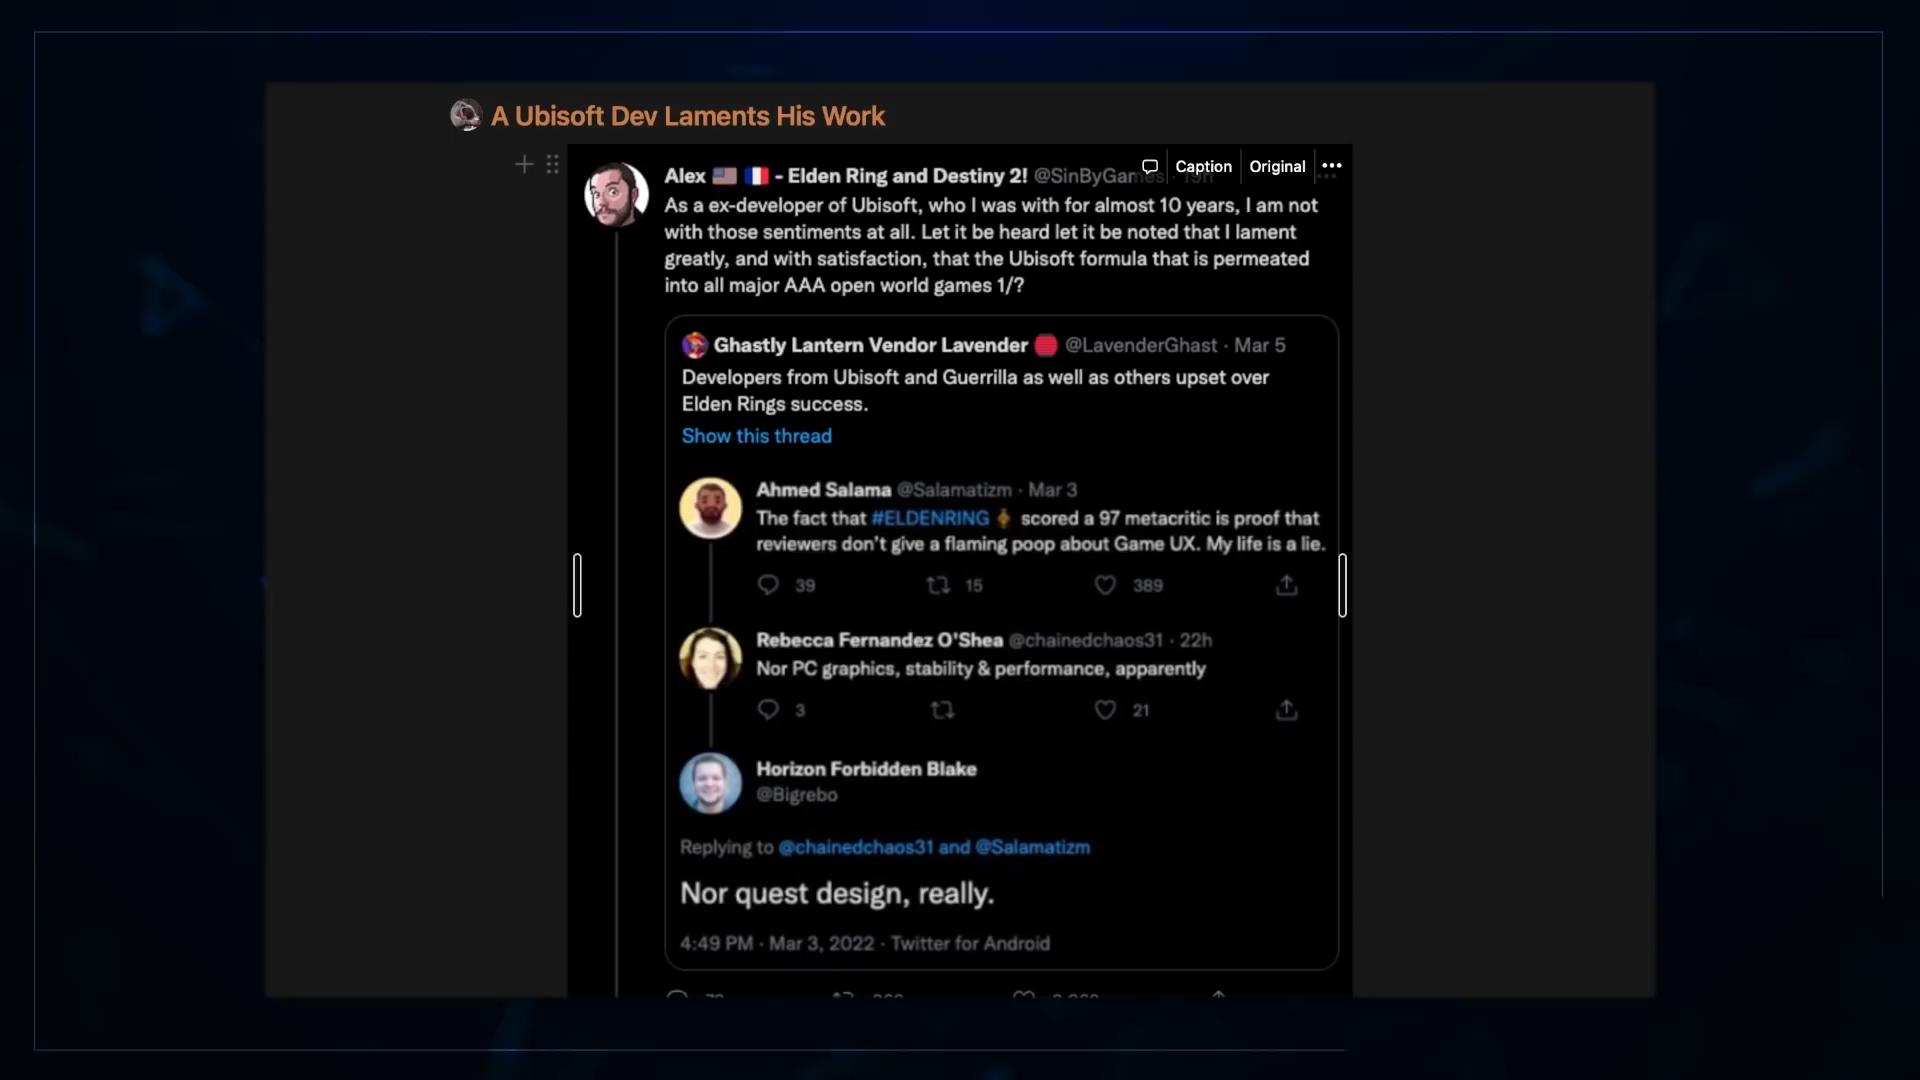 A Ubisoft Dev Laments His Work
Caption Original
Alex - Elden Ring and Destiny 2! @SinByGames
As a ex-developer of Ubisoft, who I was with for almost 10 years, I am not
with those sentiments at all. Let it be heard let it be noted that I lament
greatly, and with satisfaction, that the Ubisoft formula that is permeated
into all major AAA open world games 1/?
Ghastly Lantern Vendor Lavender @LavenderGhast · Mar 5
Developers from Ubisoft and Guerrilla as well as others upset over
Elden Rings success.
Show this thread
Ahmed Salama @Salamatizm · Mar 3
The fact that #ELDENRING scored a 97 metacritic is proof that
reviewers don't give a flaming poop about Game UX. My life is a lie.
39 15 389
Rebecca Fernandez O'Shea @chainedchaos31 · 22h
Nor PC graphics, stability & performance, apparently
3 21
Horizon Forbidden Blake
@Bigrebo
Replying to @chainedchaos31 and @Salamatizm
Nor quest design, really.
4:49 PM · Mar 3, 2022 · Twitter for Android